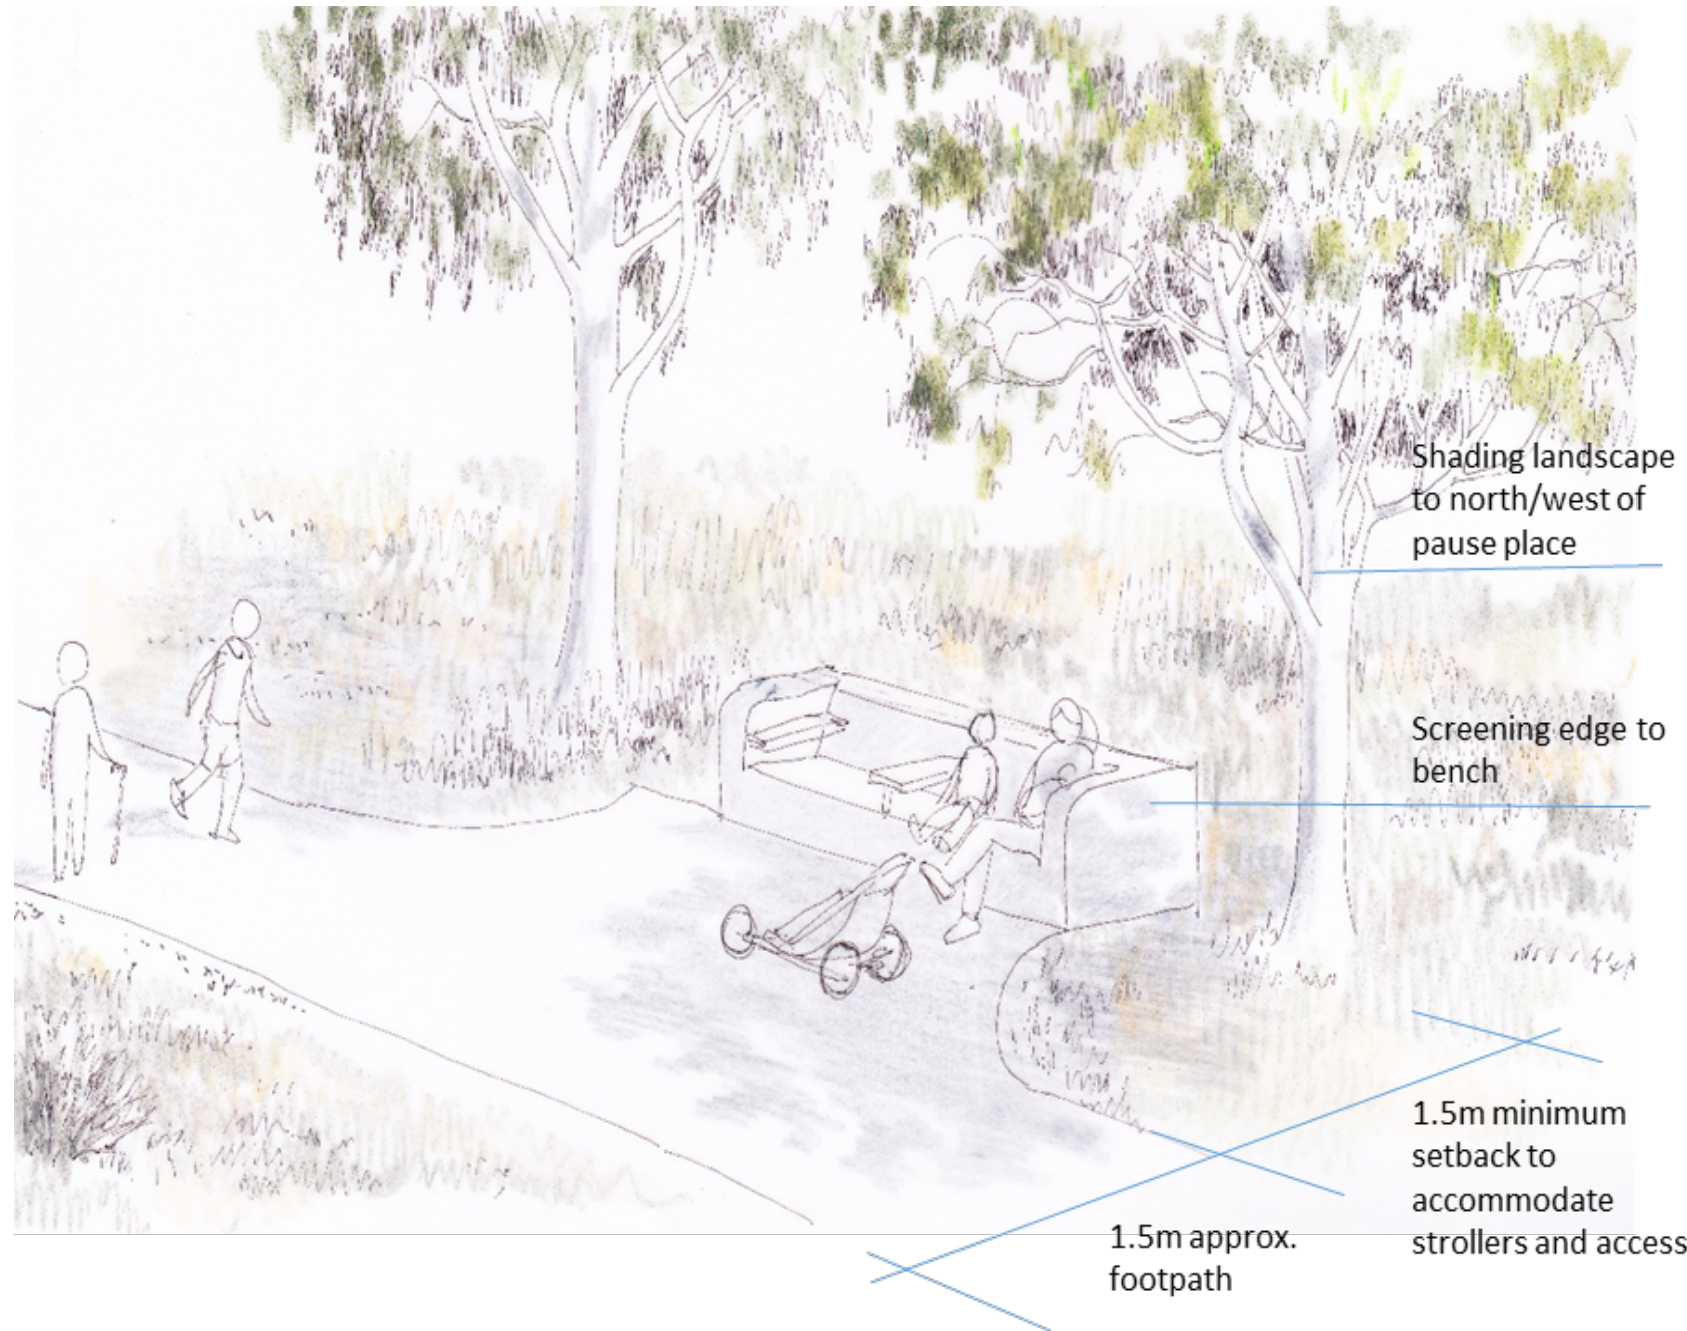 Shading landscape
to north/west of
pause place
Screening edge to
bench
1.5m minimum
setback to
accommodate
strollers and access
1.5m approx.
footpath